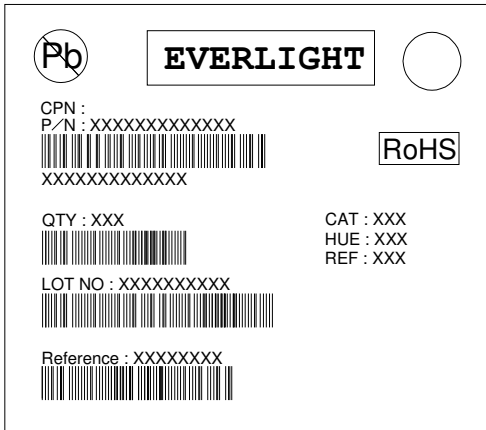 Pb
EVERLIGHT
CPN :
P/N : XXXXXXXXXXXXX
RoHS
XXXXXXXXXXXXX
QTY : XXX
CAT : XXX
HUE : XXX
REF : XXX
LOT NO : XXXXXXXXXX
Reference : XXXXXXXX